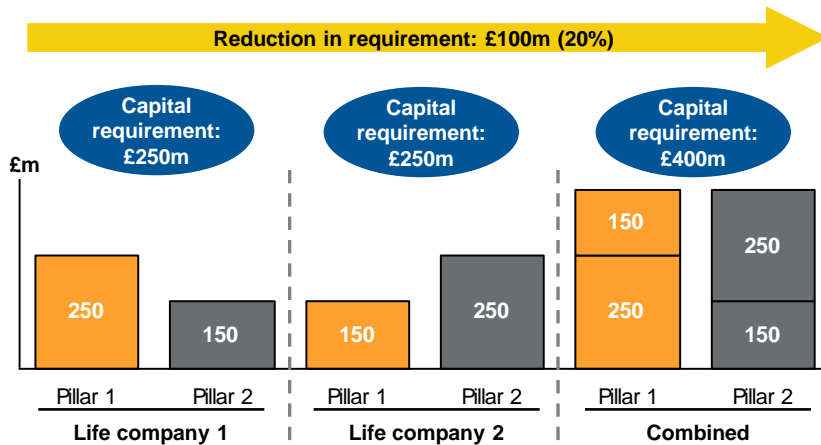 Reduction in requirement: £100m (20%)
Capital
requirement:
£250m
Capital
requirement:
£250m
Capital
requirement:
£400m
£m
250
150
150
250
150
250
250
150
Pillar 1
Pillar 2
Pillar 1
Pillar 2
Pillar 1
Pillar 2
Life company 1
Life company 2
Combined